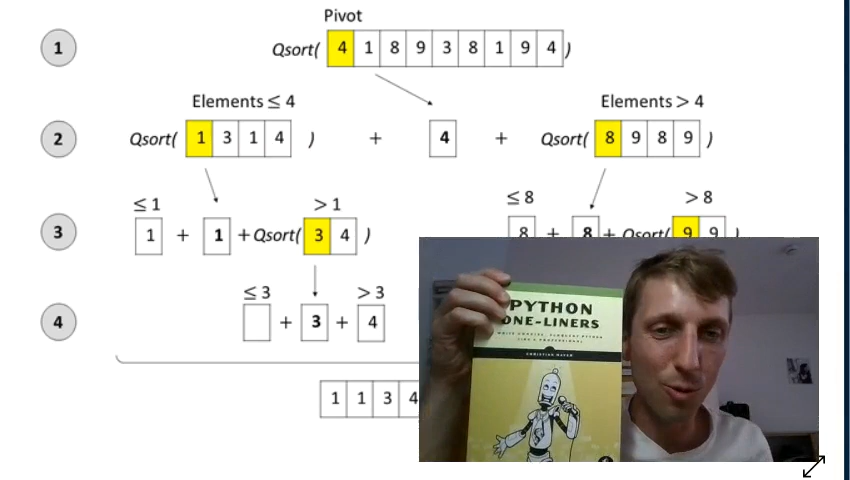 Pivot
1 Qsort( 4 1 8 9 3 8 1 9 4 )
Elements ≤ 4 Elements > 4
2 Qsort( 1 3 1 4 ) + 4 + Qsort( 8 9 8 9 )
≤ 1 > 1 ≤ 8 > 8
3 1 + 1 + Qsort( 3 4 ) 8 + 8 + Qsort( 9 9 )
≤ 3 > 3
4 + 3 + 4
1 1 3 4
PYTHON
ONE-LINERS
CHRISTIAN MAYER